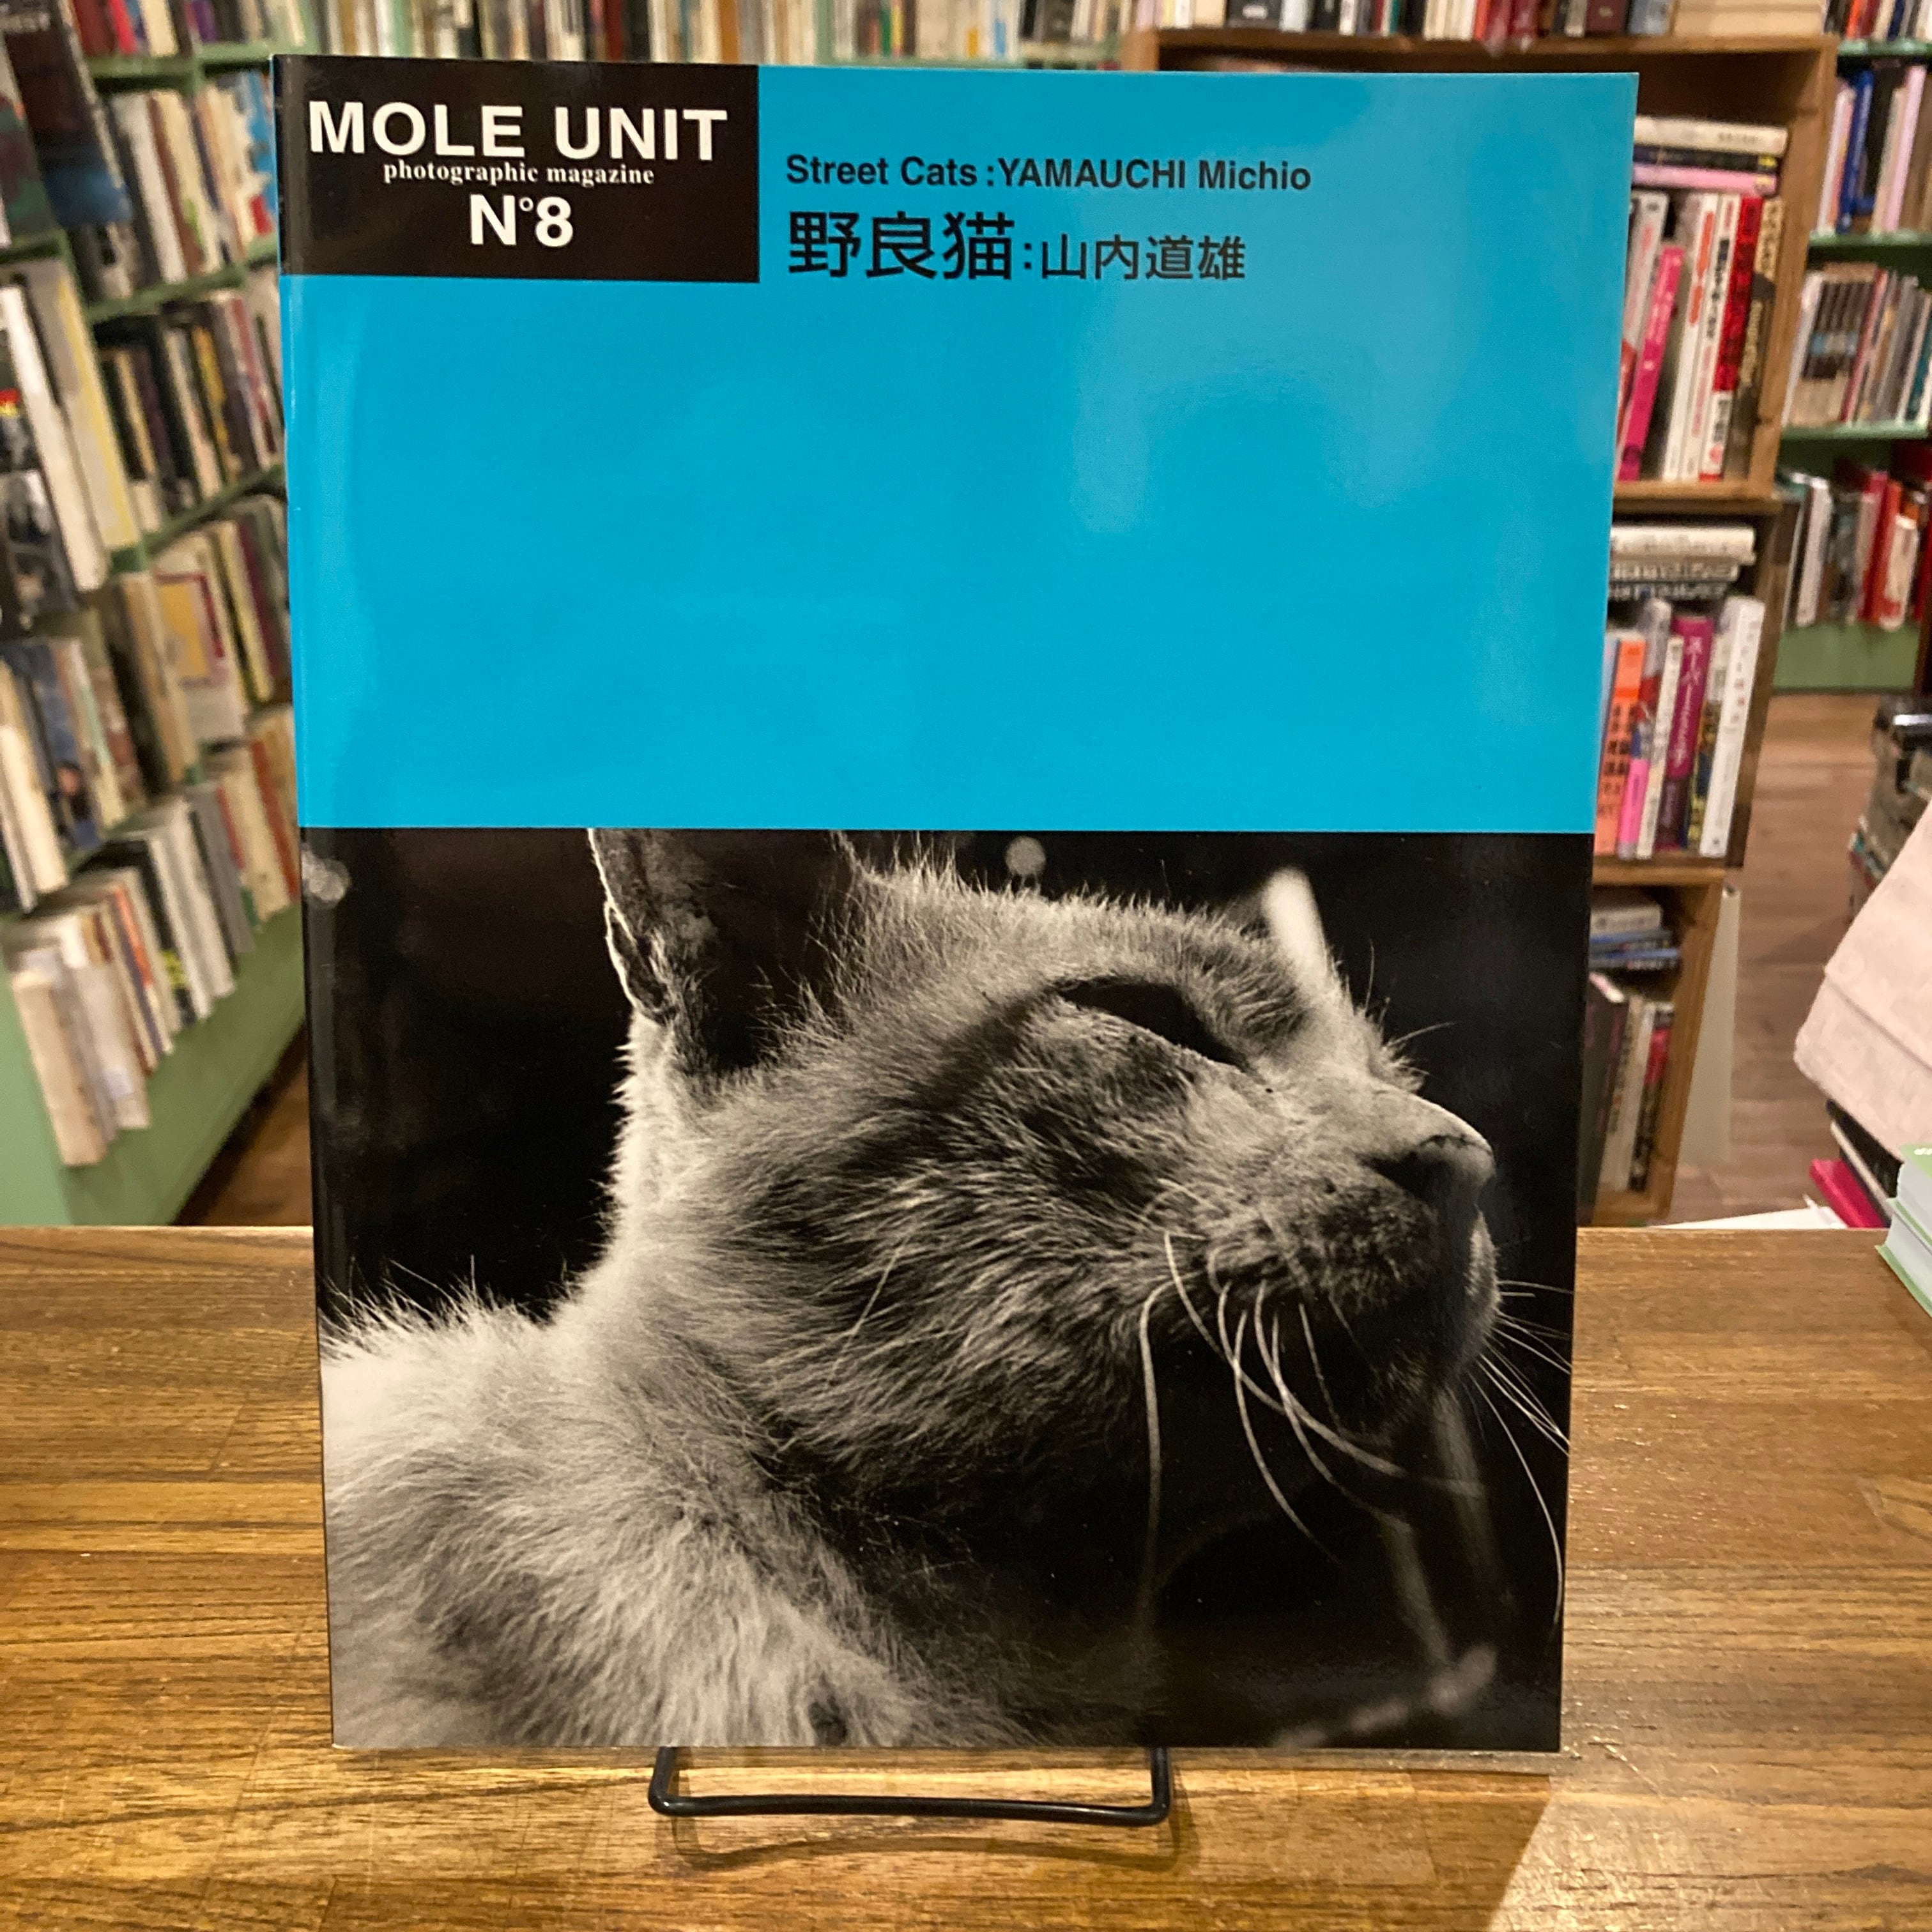 MOLE UNIT
photographic magazine
N°8
Street Cats:YAMAUCHI Michio
野良猫:山内道雄